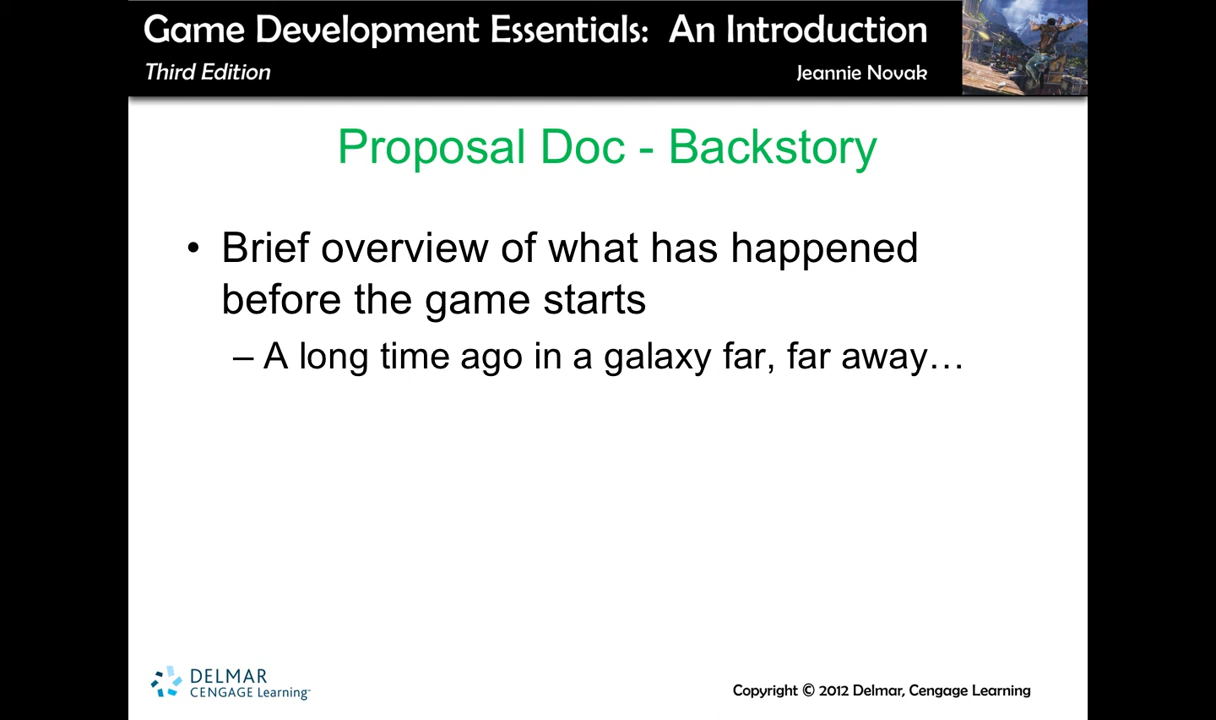 Game Development Essentials: An Introduction
Third Edition
Jeannie Novak
Proposal Doc - Backstory
• Brief overview of what has happened
before the game starts
– A long time ago in a galaxy far, far away…
DELMAR
CENGAGE Learning™
Copyright © 2012 Delmar, Cengage Learning